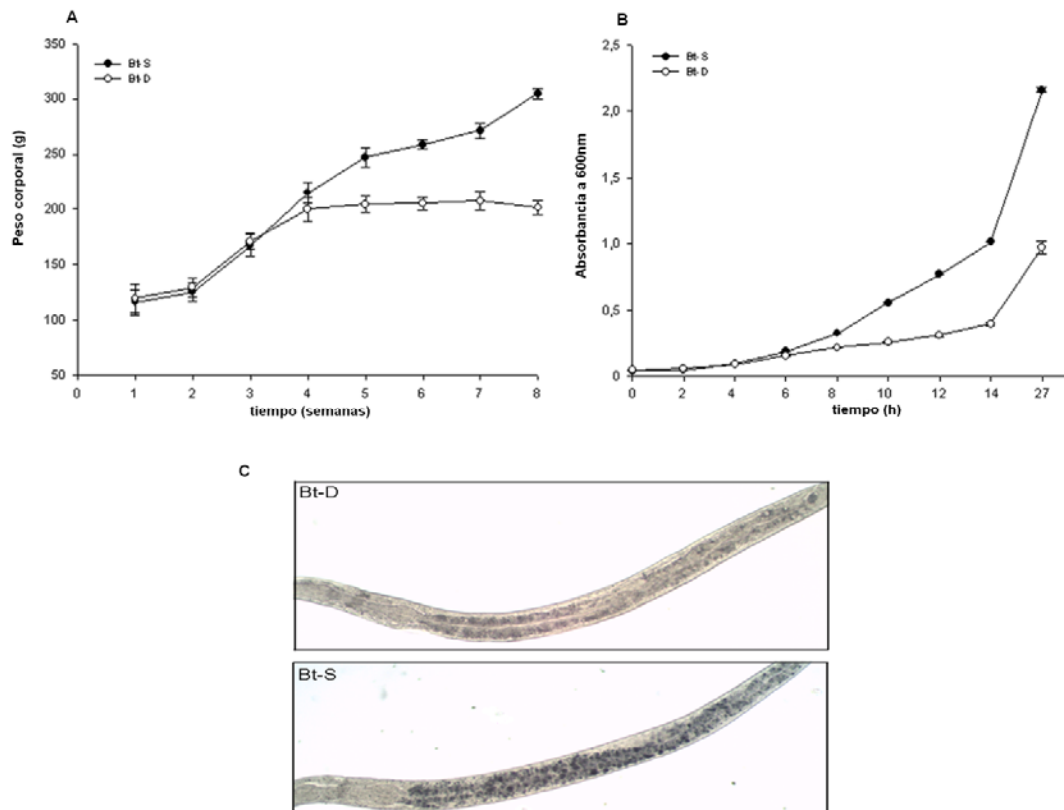 A
Peso corporal (g)
350
300
250
200
150
100
50
Bt-S
Bt-D
0 1 2 3 4 5 6 7 8
tiempo (semanas)
B
Absorbancia a 600nm
2,5
2,0
1,5
1,0
0,5
0
Bt-S
Bt-D
0 2 4 6 8 10 12 14 27
tiempo (h)
C
Bt-D
Bt-S